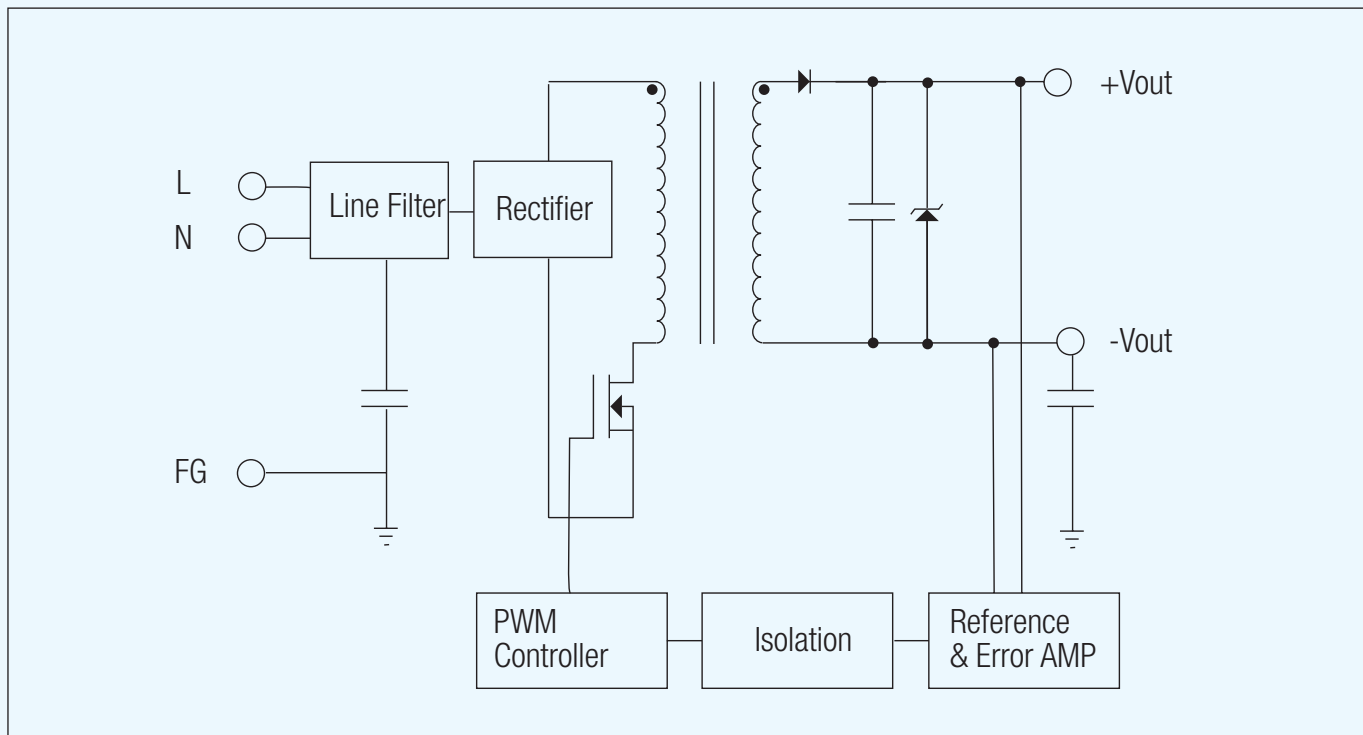 +Vout
L
Line Filter
Rectifier
N
-Vout
FG
PWM
Controller
Isolation
Reference
& Error AMP